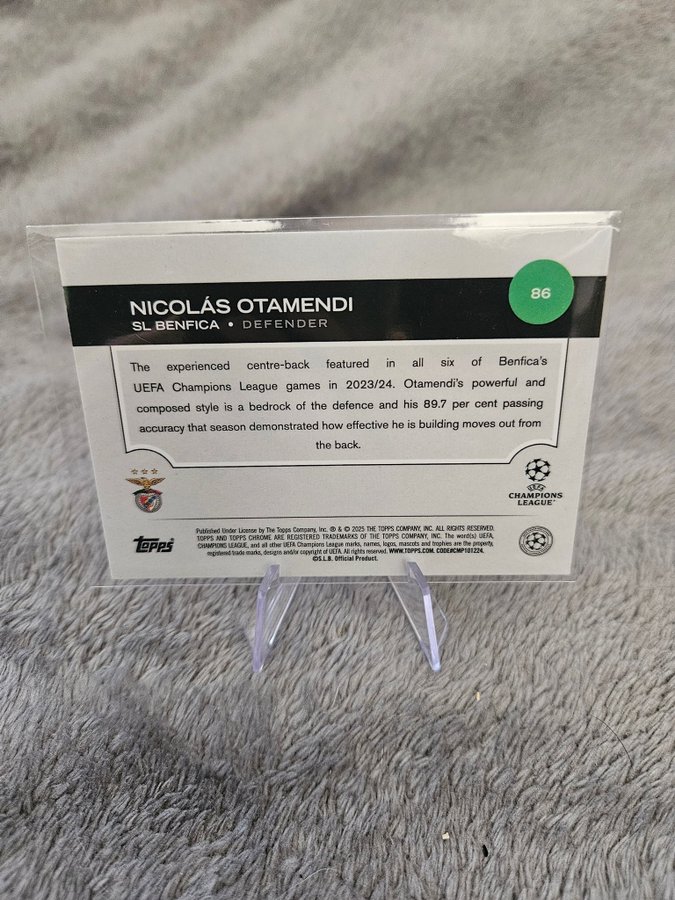 NICOLÁS OTAMENDI
SL BENFICA • DEFENDER
86
The experienced centre-back featured in all six of Benfica's
UEFA Champions League games in 2023/24. Otamendi's powerful and
composed style is a bedrock of the defence and his 89.7 per cent passing
accuracy that season demonstrated how effective he is building moves out from
the back.
UEFA
CHAMPIONS
LEAGUE
topps
Published Under License by The Topps Company, Inc. ® & © 2025 THE TOPPS COMPANY, INC. ALL RIGHTS RESERVED.
TOPPS AND TOPPS CHROME ARE REGISTERED TRADEMARKS OF THE TOPPS COMPANY, INC. The word(s) UEFA,
CHAMPIONS LEAGUE, and all other UEFA Champions League marks, names, logos, mascots and trophies are the property,
registered trade marks, designs and/or copyright of UEFA. All rights reserved. WWW.TOPPS.COM. CODE#CMP101224.
©S.L.B. Official Product.